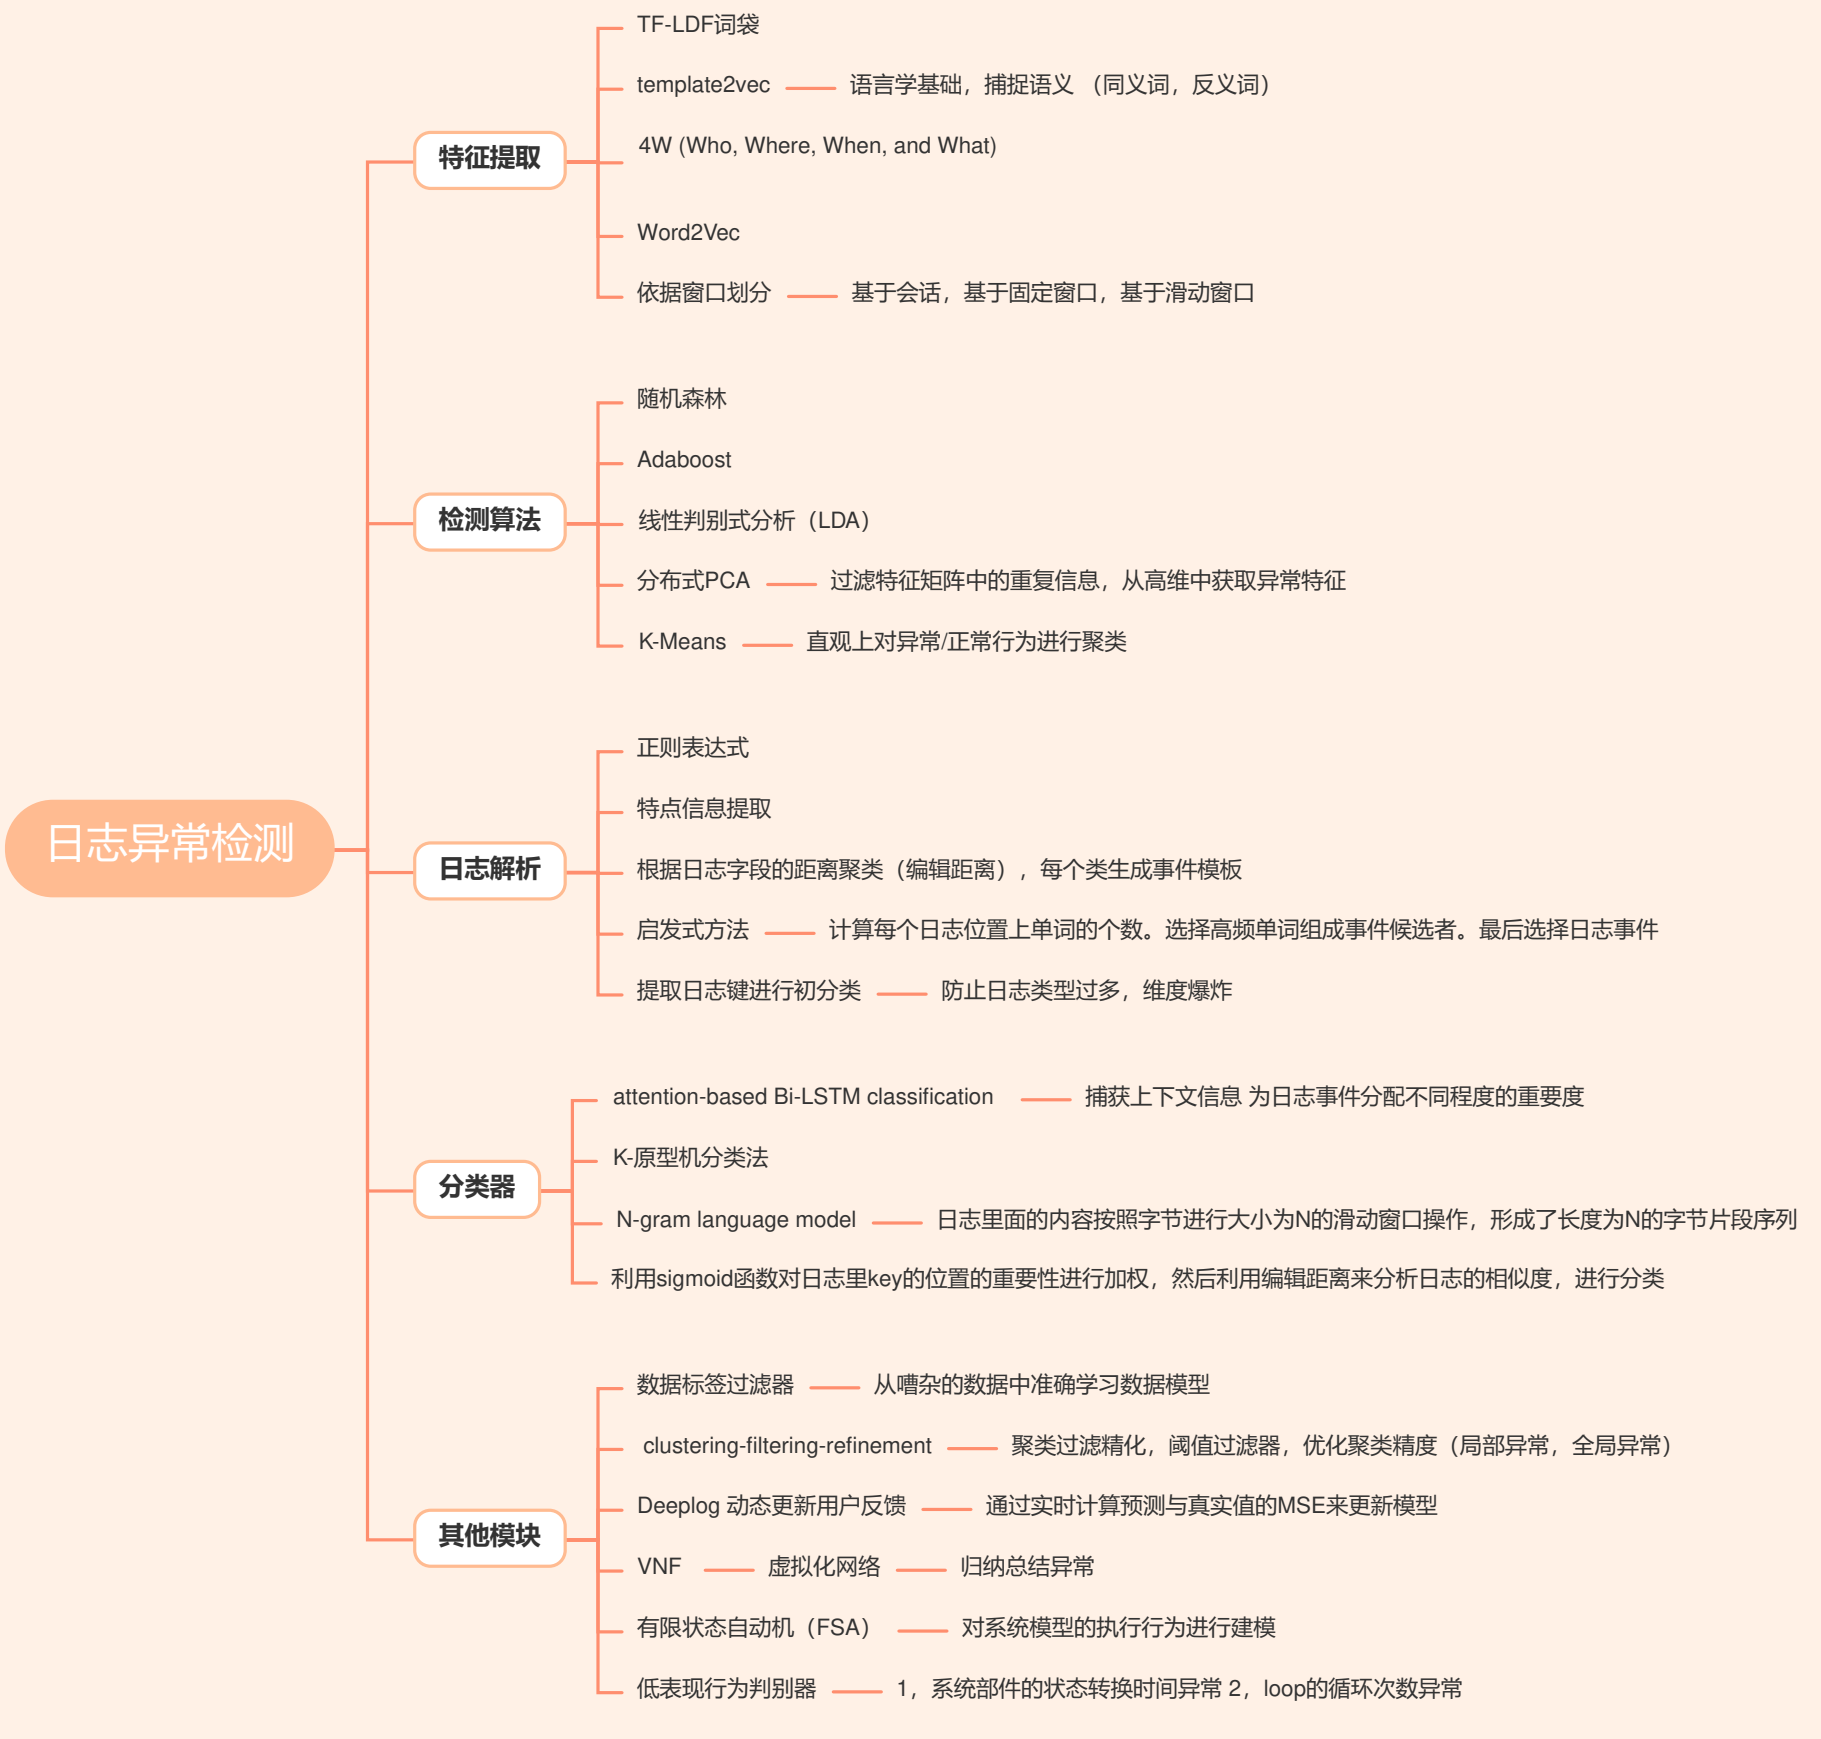 日志异常检测
特征提取
TF-LDF词袋
template2vec
语言学基础，捕捉语义 （同义词，反义词）
4W (Who, Where, When, and What)
Word2Vec
依据窗口划分
基于会话，基于固定窗口，基于滑动窗口
检测算法
随机森林
Adaboost
线性判别式分析（LDA）
分布式PCA
过滤特征矩阵中的重复信息，从高维中获取异常特征
K-Means
直观上对异常/正常行为进行聚类
日志解析
正则表达式
特点信息提取
根据日志字段的距离聚类（编辑距离），每个类生成事件模板
启发式方法
计算每个日志位置上单词的个数。选择高频单词组成事件候选者。最后选择日志事件
提取日志键进行初分类
防止日志类型过多，维度爆炸
分类器
attention-based Bi-LSTM classification
捕获上下文信息 为日志事件分配不同程度的重要度
K-原型机分类法
N-gram language model
日志里面的内容按照字节进行大小为N的滑动窗口操作，形成了长度为N的字节片段序列
利用sigmoid函数对日志里key的位置的重要性进行加权，然后利用编辑距离来分析日志的相似度，进行分类
其他模块
数据标签过滤器
从嘈杂的数据中准确学习数据模型
clustering-filtering-refinement
聚类过滤精化，阈值过滤器，优化聚类精度（局部异常，全局异常）
Deeplog 动态更新用户反馈
通过实时计算预测与真实值的MSE来更新模型
VNF
虚拟化网络
归纳总结异常
有限状态自动机（FSA）
对系统模型的执行行为进行建模
低表现行为判别器
1，系统部件的状态转换时间异常 2，loop的循环次数异常